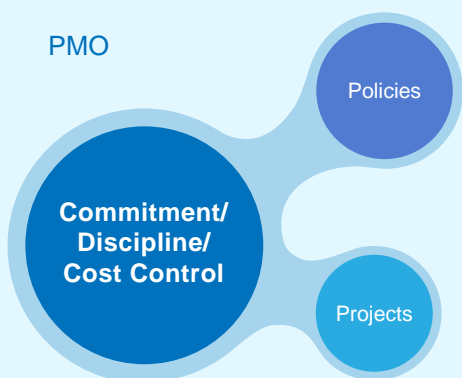 PMO
Policies
Commitment/
Discipline/
Cost Control
Projects